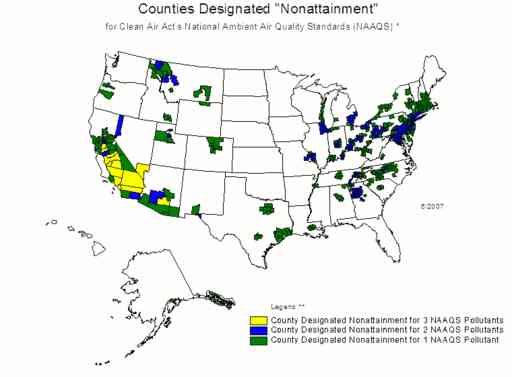 Counties Designated "Nonattainment"
for Clean Air Act's National Ambient Air Quality Standards (NAAQS) *
6/2007
Legend **
County Designated Nonattainment for 3 NAAQS Pollutants
County Designated Nonattainment for 2 NAAQS Pollutants
County Designated Nonattainment for 1 NAAQS Pollutant